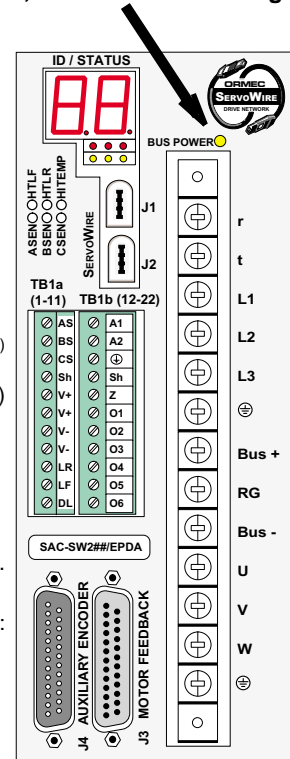 g
ID / STATUS
88
ORMEC
SERVOWIRE
DRIVE NETWORK
BUS POWER
ASEN HTLF
BSEN HTLR
CSEN HITEMP
SERVOWIRE
J1
J2
TB1a
(1-11)
TB1b (12-22)
AS A1
BS A2
CS
Sh Sh
V+ Z
V+ O1
V- O2
V- O3
LR O4
LF O5
DL O6
r
t
L1
L2
L3
Bus +
RG
Bus -
U
V
W
SAC-SW2##/EPDA
J4 AUXILIARY ENCODER
J3 MOTOR FEEDBACK
)
)
.
: